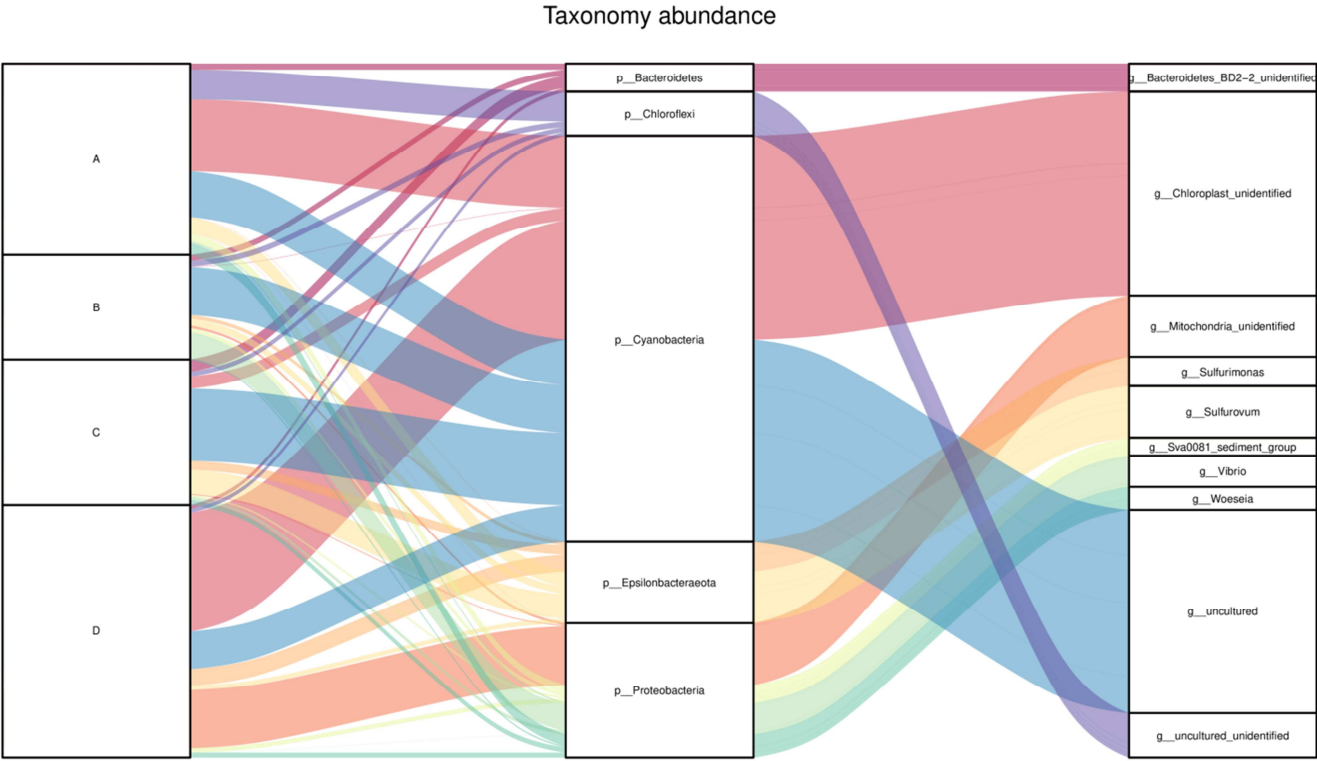 Taxonomy abundance
A
B
C
D
p__Bacteroidetes
p__Chloroflexi
p__Cyanobacteria
p__Epsilonbacteraeota
p__Proteobacteria
g__Bacteroidetes_BD2-2_unidentified
g__Chloroplast_unidentified
g__Mitochondria_unidentified
g__Sulfurimonas
g__Sulfurovum
g__Sva0081_sediment_group
g__Vibrio
g__Woeseia
g__uncultured
g__uncultured_unidentified